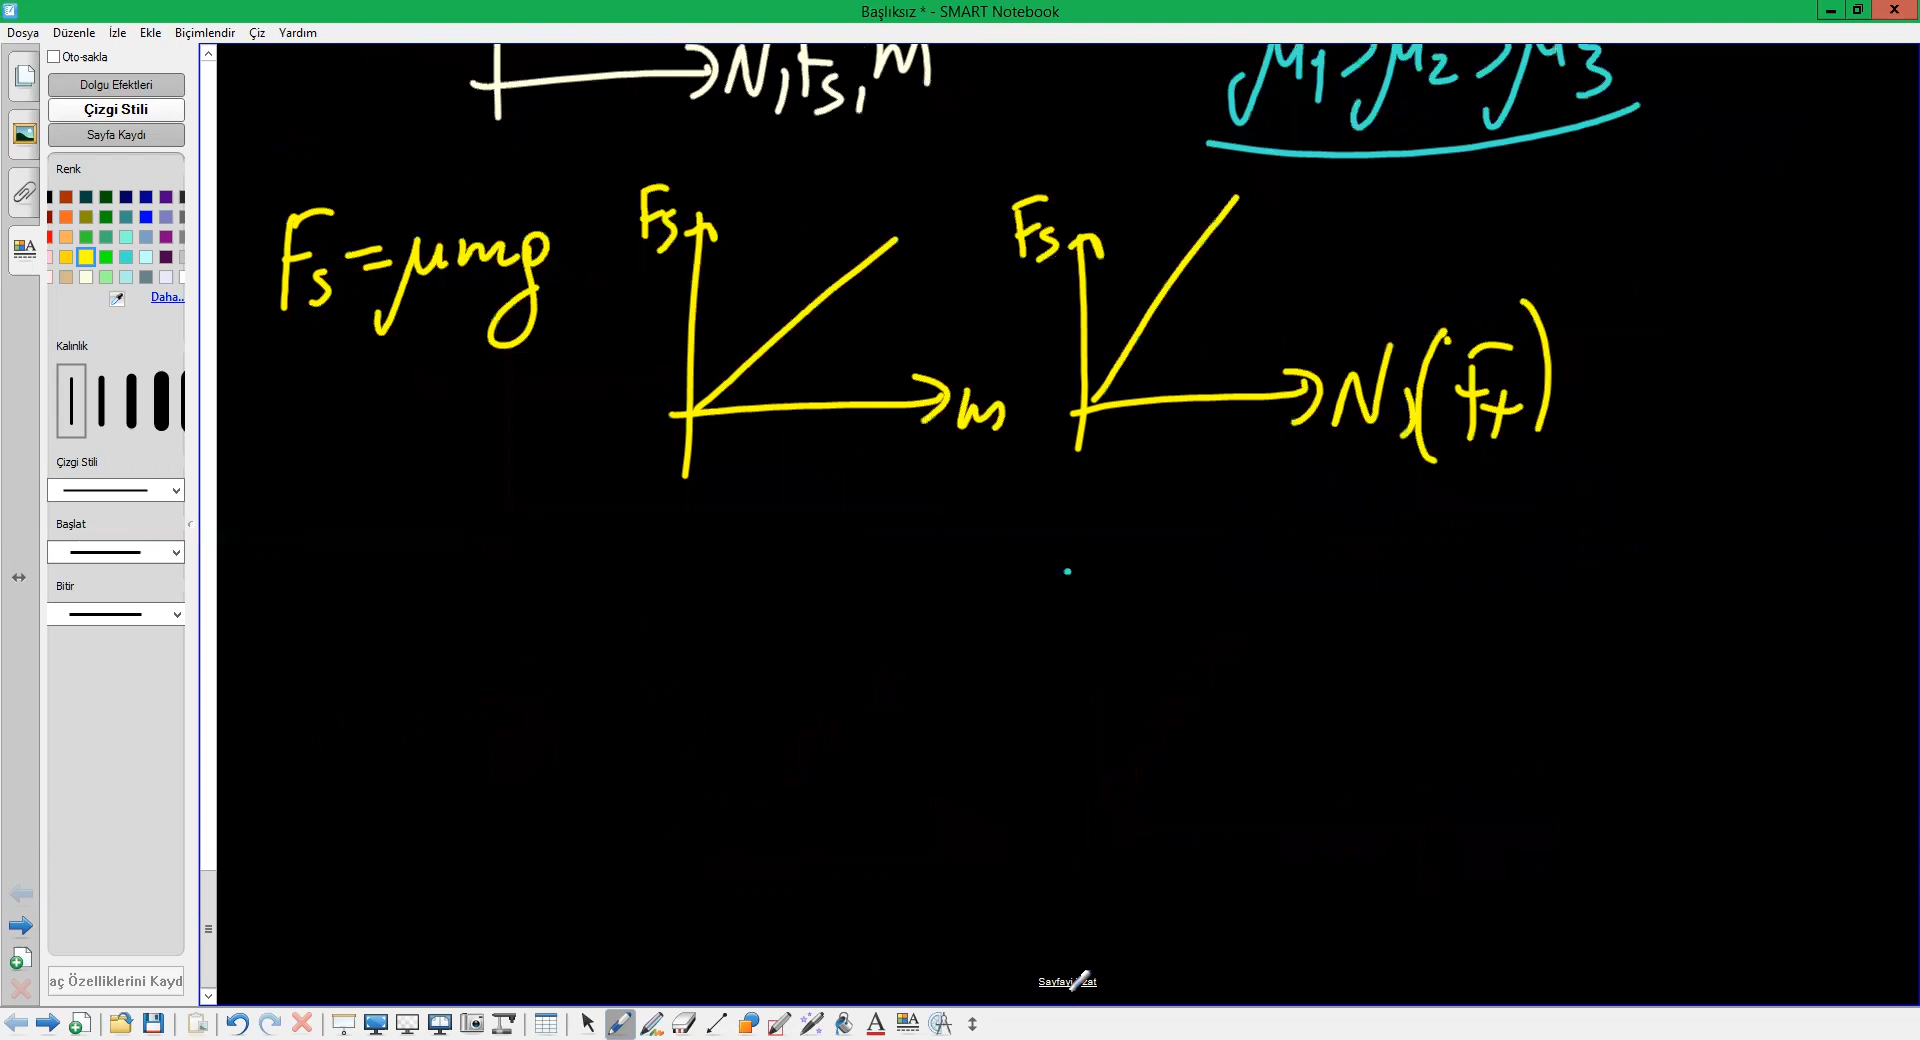 Başlıksız * - SMART Notebook
Dosya Düzenle İzle Ekle Biçimlendir Çiz Yardım
Oto-sakla
Dolgu Efektleri
Çizgi Stili
Sayfa Kaydı
Renk
Daha..
Kalınlık
Çizgi Stili
Başlat
Bitir
aç Özelliklerini Kayd
N, Fs, m
μ1 > μ2 > μ3
Fs = μmg
Fs
m
Fs
N,
Sayfayı
A